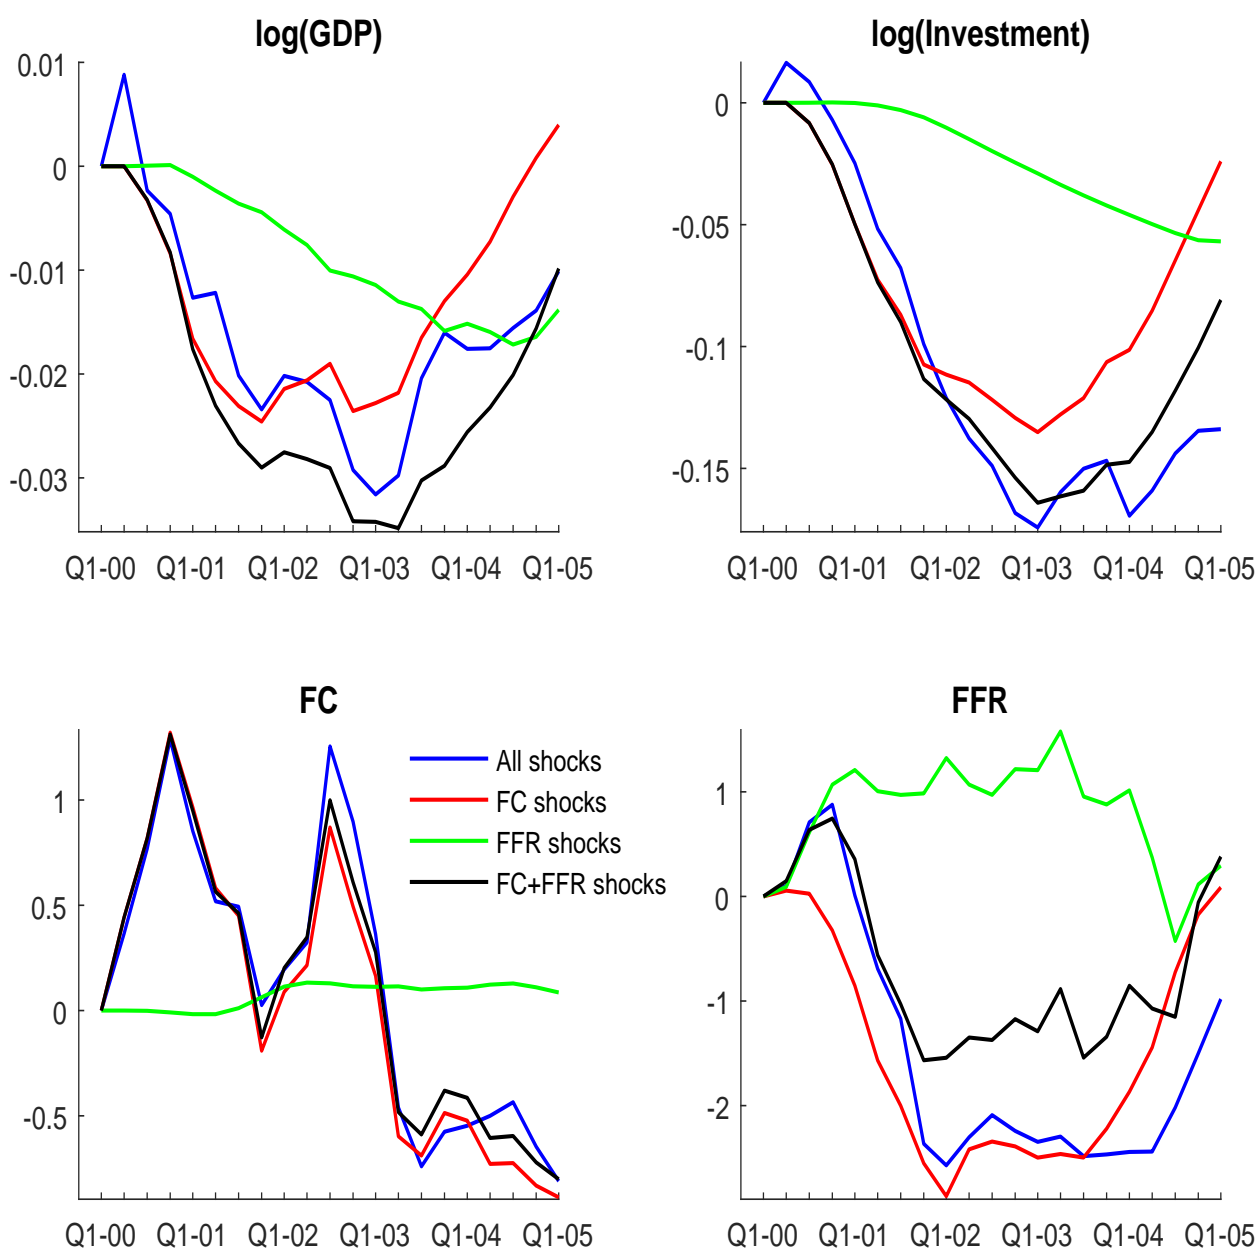 log(GDP)
0.01
0
-0.01
-0.02
-0.03
Q1-00 Q1-01 Q1-02 Q1-03 Q1-04 Q1-05
log(Investment)
0
-0.05
-0.1
-0.15
Q1-00 Q1-01 Q1-02 Q1-03 Q1-04 Q1-05
FC
1
0.5
0
-0.5
All shocks
FC shocks
FFR shocks
FC+FFR shocks
Q1-00 Q1-01 Q1-02 Q1-03 Q1-04 Q1-05
FFR
1
0
-1
-2
Q1-00 Q1-01 Q1-02 Q1-03 Q1-04 Q1-05